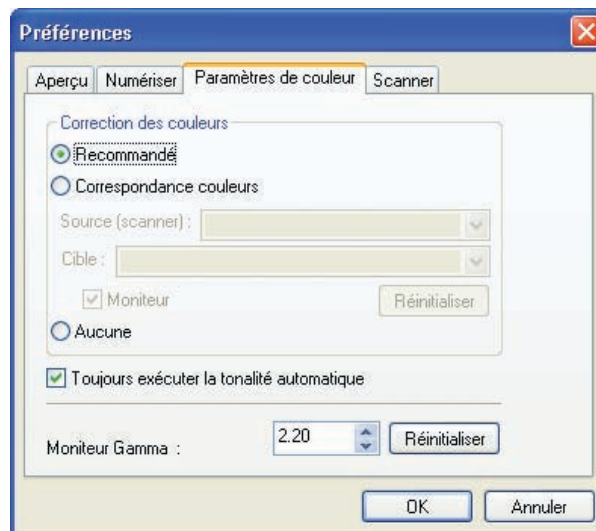 Préférences
Aperçu Numériser Paramètres de couleur Scanner
Correction des couleurs
Recommandé
Correspondance couleurs
Source (scanner) :
Cible :
Moniteur Réinitialiser
Aucune
Toujours exécuter la tonalité automatique
Moniteur Gamma : 2.20 Réinitialiser
OK Annuler